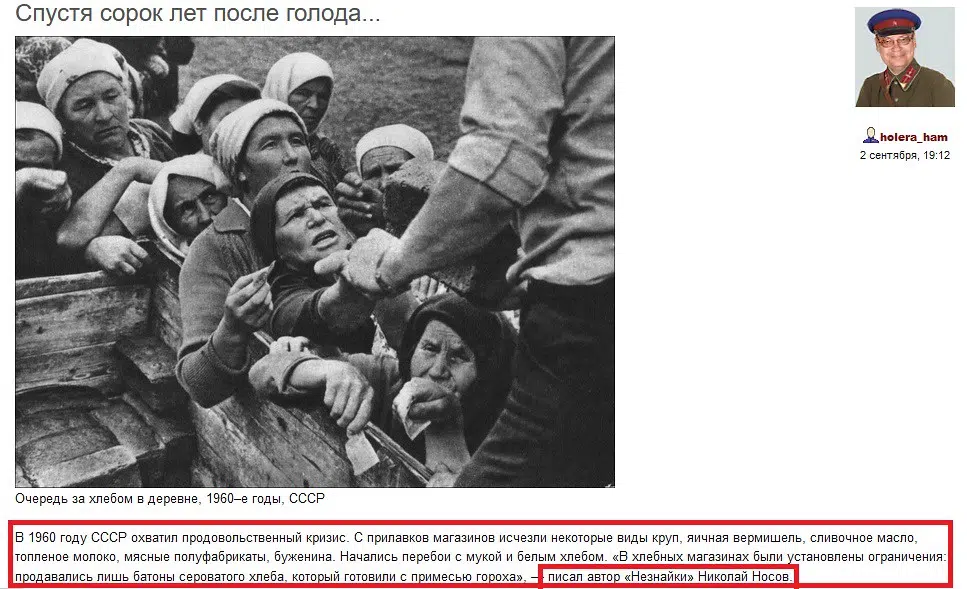 Спустя сорок лет после голода...
holera_ham
2 сентября, 19:12
Очередь за хлебом в деревне, 1960–е годы, СССР
В 1960 году СССР охватил продовольственный кризис. С прилавков магазинов исчезли некоторые виды круп, яичная вермишель, сливочное масло,
топленое молоко, мясные полуфабрикаты, буженина. Начались перебои с мукой и белым хлебом. «В хлебных магазинах были установлены ограничения:
продавались лишь батоны сероватого хлеба, который готовили с примесью гороха», — писал автор «Незнайки» Николай Носов.